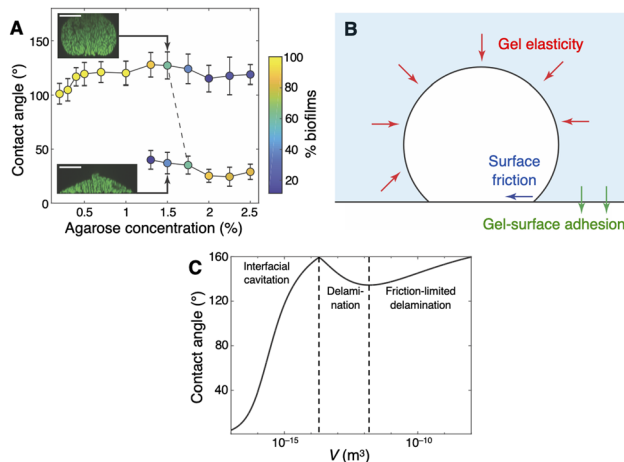 A
Contact angle (°)
150
100
50
0
0.5
1
1.5
2
2.5
Agarose concentration (%)
100
80
60
40
20
% biofilms
B
Gel elasticity
Surface
friction
Gel-surface adhesion
C
Contact angle (°)
160
120
80
40
Interfacial
cavitation
Delami-
nation
Friction-limited
delamination
10⁻¹⁵
10⁻¹⁰
V (m³)